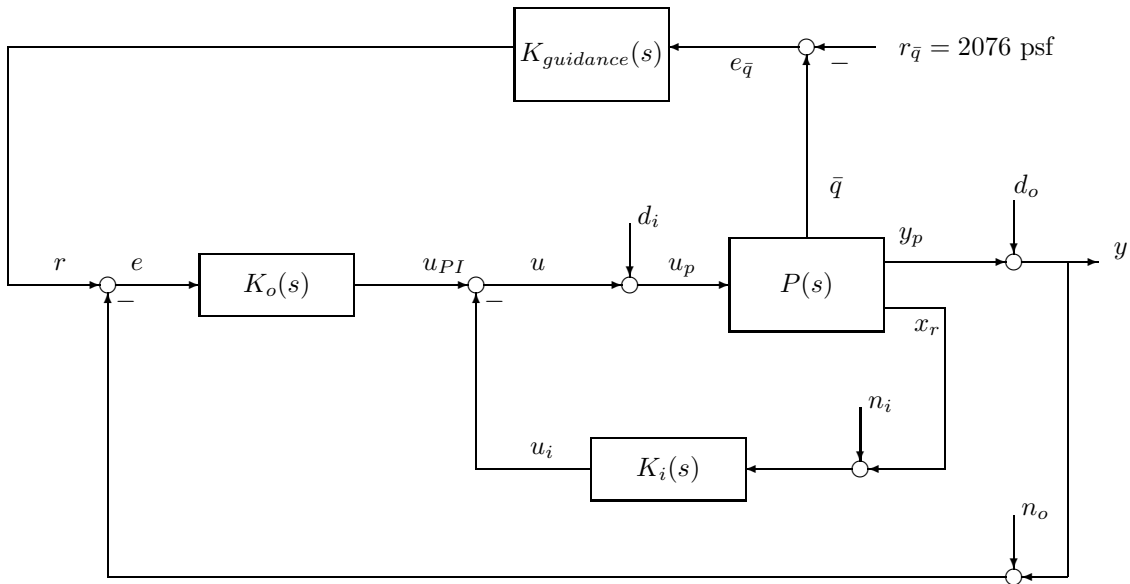 K_{guidance}(s)
e_{\bar{q}}
−
r_{\bar{q}} = 2076 psf
\bar{q}
d_o
d_i
r
e
−
K_o(s)
u_{PI}
−
u
u_p
P(s)
y_p
y
x_r
n_i
u_i
K_i(s)
n_o